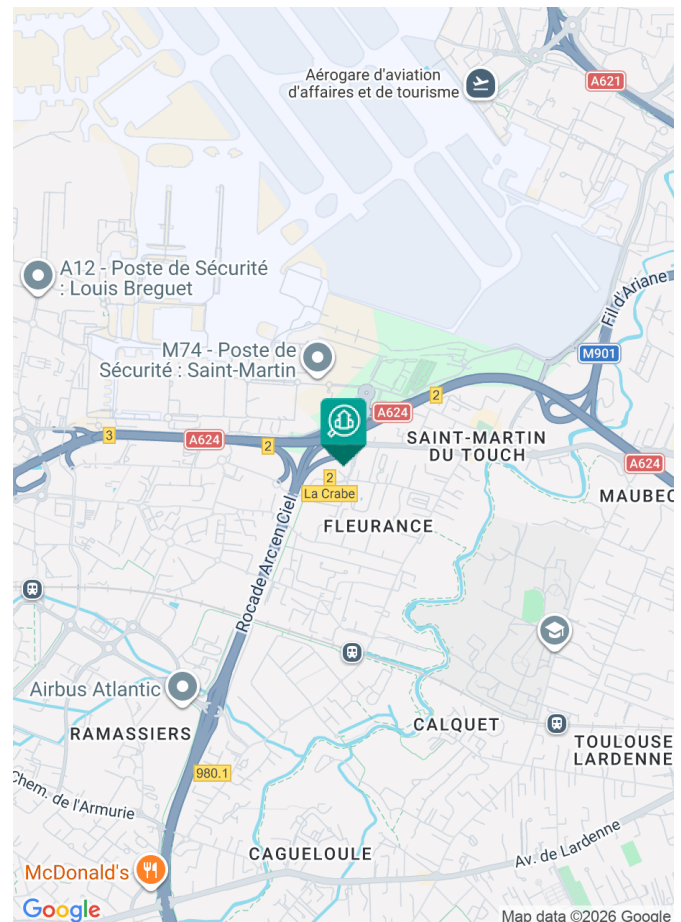 Aérogare d'aviation
d'affaires et de tourisme
A621
A12 - Poste de Sécurité
: Louis Breguet
Fil d'Ariane
M74 - Poste de
Sécurité : Saint-Martin
M901
2
A624
3
A624
2
SAINT-MARTIN
DU TOUCH
A624
2
La Crabe
MAUBEC
FLEURANCE
Rocade Arc en Ciel
Airbus Atlantic
RAMASSIERS
CALQUET
TOULOUSE
LARDENNE
980.1
Chem. de l'Armurie
CAGUELOULE
Av. de Lardenne
McDonald's
Google
Map data ©2026 Google